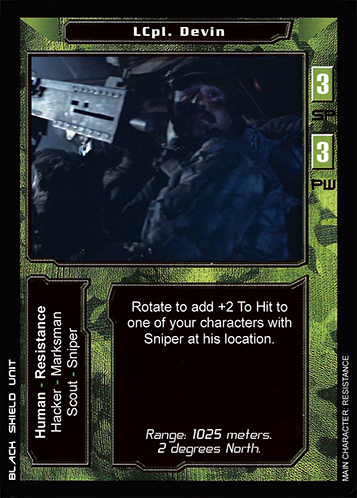 LCpl. Devin
3
SP
3
PW
Human - Resistance
Hacker - Marksman
Scout - Sniper
Rotate to add +2 To Hit to
one of your characters with
Sniper at his location.
Range: 1025 meters.
2 degrees North.
BLACK SHIELD UNIT
MAIN CHARACTER: RESISTANCE